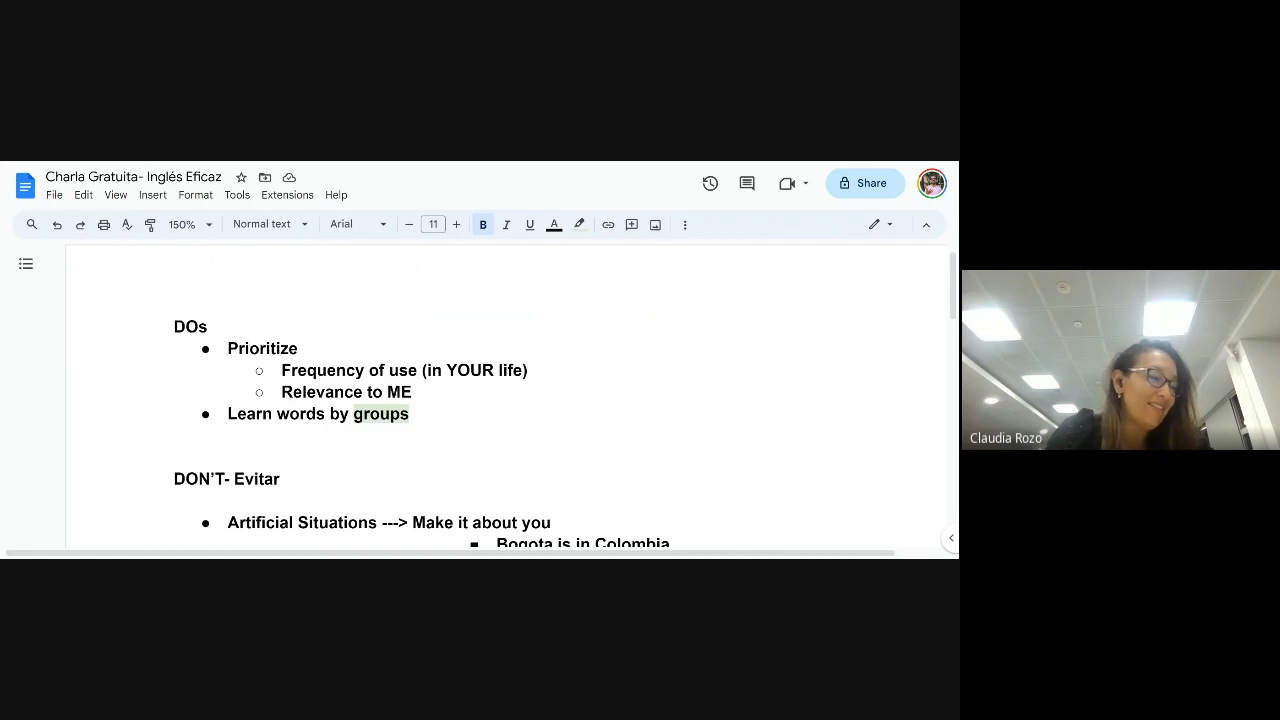 Charla Gratuita- Inglés Eficaz
File Edit View Insert Format Tools Extensions Help
Share
150% Normal text Arial 11 B I U A
DOs
● Prioritize
○ Frequency of use (in YOUR life)
○ Relevance to ME
● Learn words by groups
DON'T- Evitar
● Artificial Situations ---> Make it about you
■ Bogota is in Colombia
Claudia Rozo